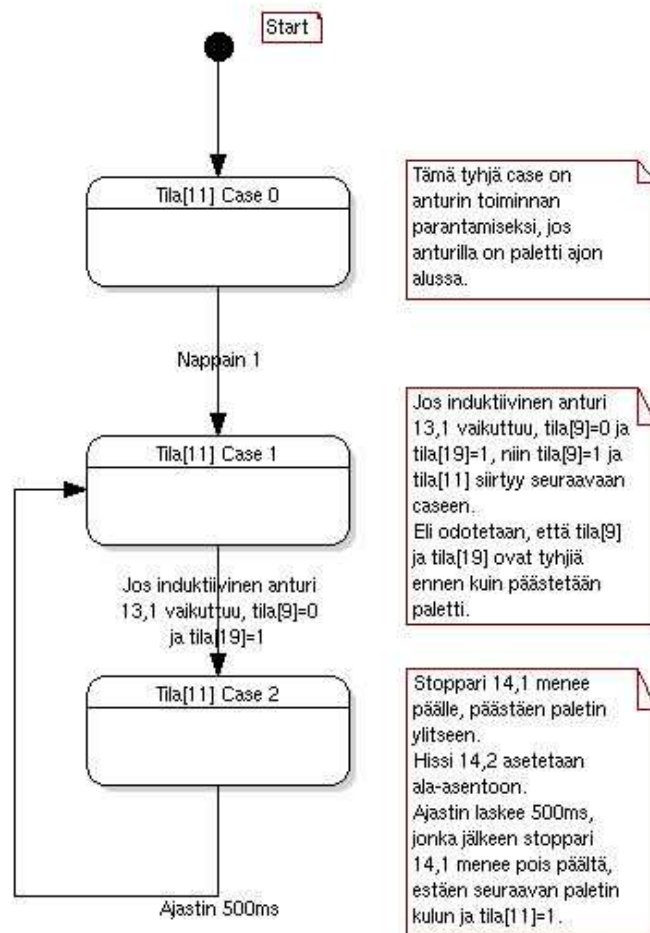 Start
Tila[11] Case 0
Tämä tyhjä case on
anturin toiminnan
parantamiseksi, jos
anturilla on paletti ajon
alussa.
Nappain 1
Tila[11] Case 1
Jos induktiivinen anturi
13,1 vaikuttuu, tila[9]=0 ja
tila[19]=1, niin tila[9]=1 ja
tila[11] siirtyy seuraavaan
caseen.
Eli odotetaan, että tila[9]
ja tila[19] ovat tyhjiä
ennen kuin päästetään
paletti.
Jos induktiivinen anturi
13,1 vaikuttuu, tila[9]=0
ja tila[19]=1
Tila[11] Case 2
Stoppari 14,1 menee
päälle, päästäen paletin
ylitseen.
Hissi 14,2 asetetaan
ala-asentoon.
Ajastin laskee 500ms,
jonka jälkeen stoppari
14,1 menee pois päältä,
estäen seuraavan paletin
kulun ja tila[11]=1.
Ajastin 500ms